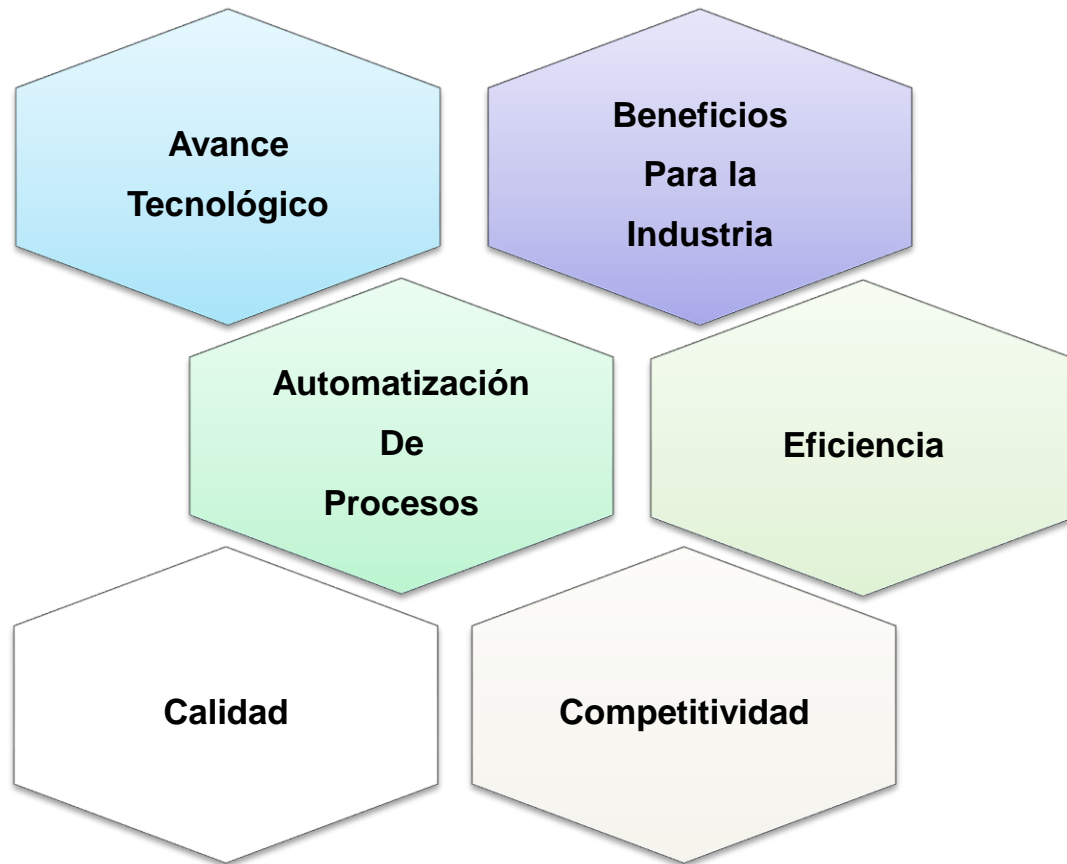 Avance
Tecnológico
Beneficios
Para la
Industria
Automatización
De
Procesos
Eficiencia
Calidad
Competitividad